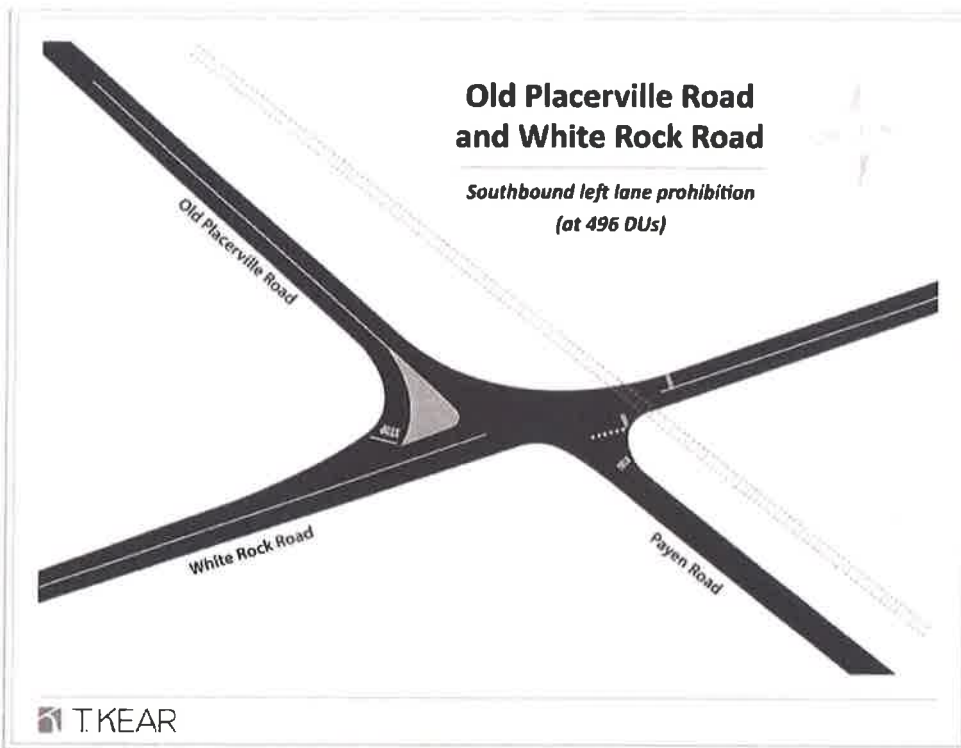 Old Placerville Road
and White Rock Road
Southbound left lane prohibition
(at 496 DUs)
Old Placerville Road
STOP
White Rock Road
Payen Road
T.KEAR